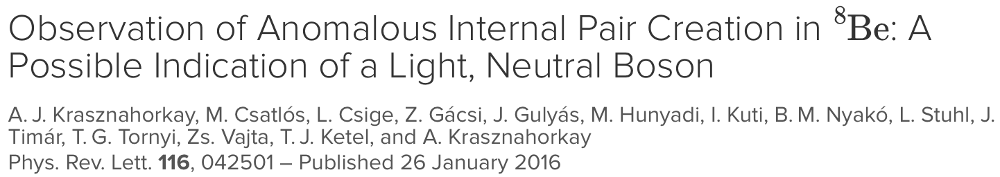 Observation of Anomalous Internal Pair Creation in ⁸Be: A
Possible Indication of a Light, Neutral Boson
A. J. Krasznahorkay, M. Csatlós, L. Csige, Z. Gácsi, J. Gulyás, M. Hunyadi, I. Kuti, B. M. Nyakó, L. Stuhl, J.
Timár, T. G. Tornyi, Zs. Vajta, T. J. Ketel, and A. Krasznahorkay
Phys. Rev. Lett. 116, 042501 – Published 26 January 2016